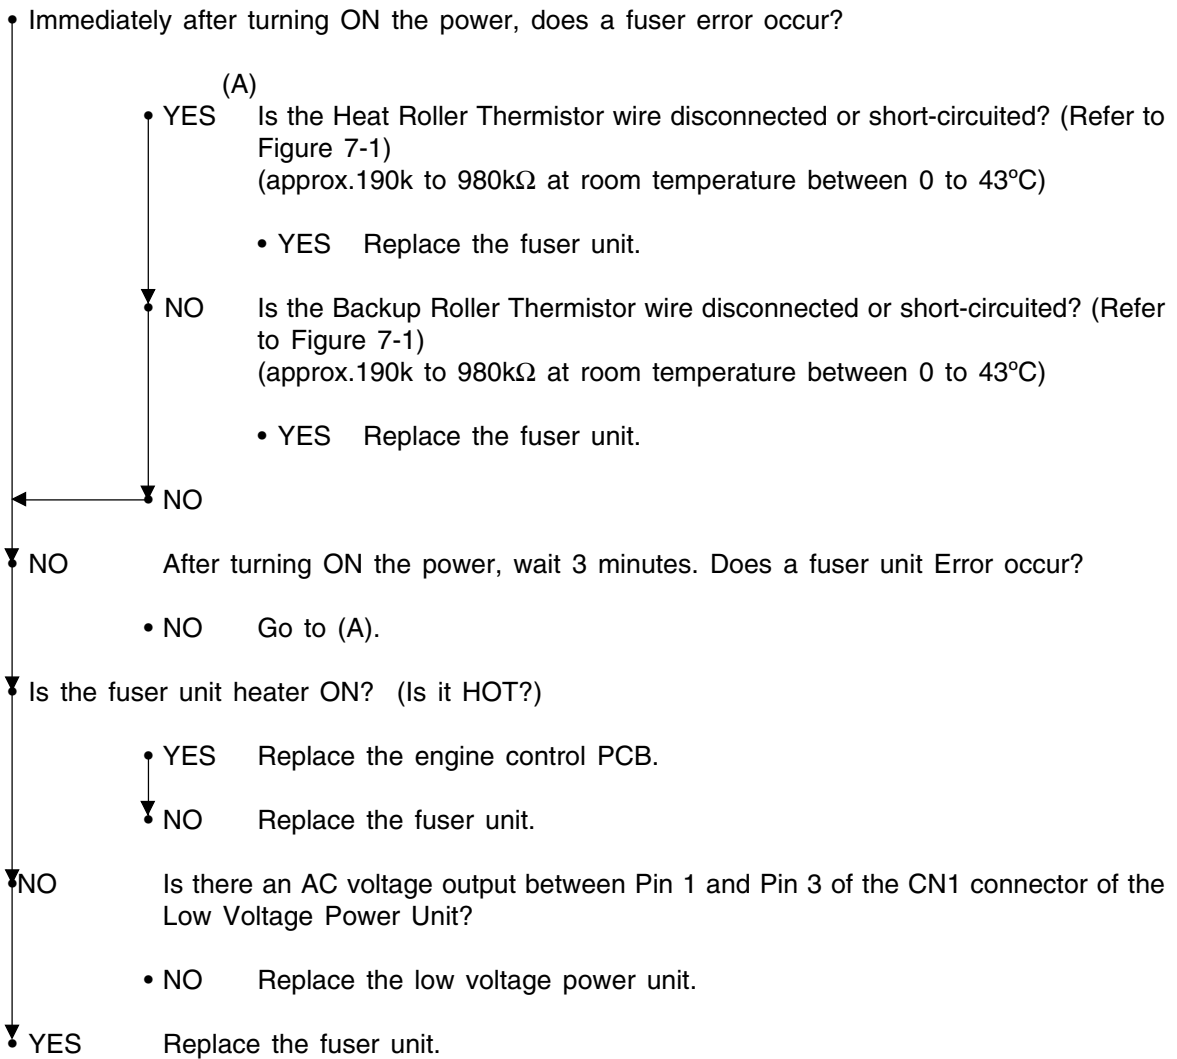 • Immediately after turning ON the power, does a fuser error occur?
(A)
• YES Is the Heat Roller Thermistor wire disconnected or short-circuited? (Refer to
Figure 7-1)
(approx.190k to 980kΩ at room temperature between 0 to 43ºC)
• YES Replace the fuser unit.
• NO Is the Backup Roller Thermistor wire disconnected or short-circuited? (Refer
to Figure 7-1)
(approx.190k to 980kΩ at room temperature between 0 to 43ºC)
• YES Replace the fuser unit.
• NO
• NO After turning ON the power, wait 3 minutes. Does a fuser unit Error occur?
• NO Go to (A).
• Is the fuser unit heater ON? (Is it HOT?)
• YES Replace the engine control PCB.
• NO Replace the fuser unit.
•NO Is there an AC voltage output between Pin 1 and Pin 3 of the CN1 connector of the
Low Voltage Power Unit?
• NO Replace the low voltage power unit.
• YES Replace the fuser unit.